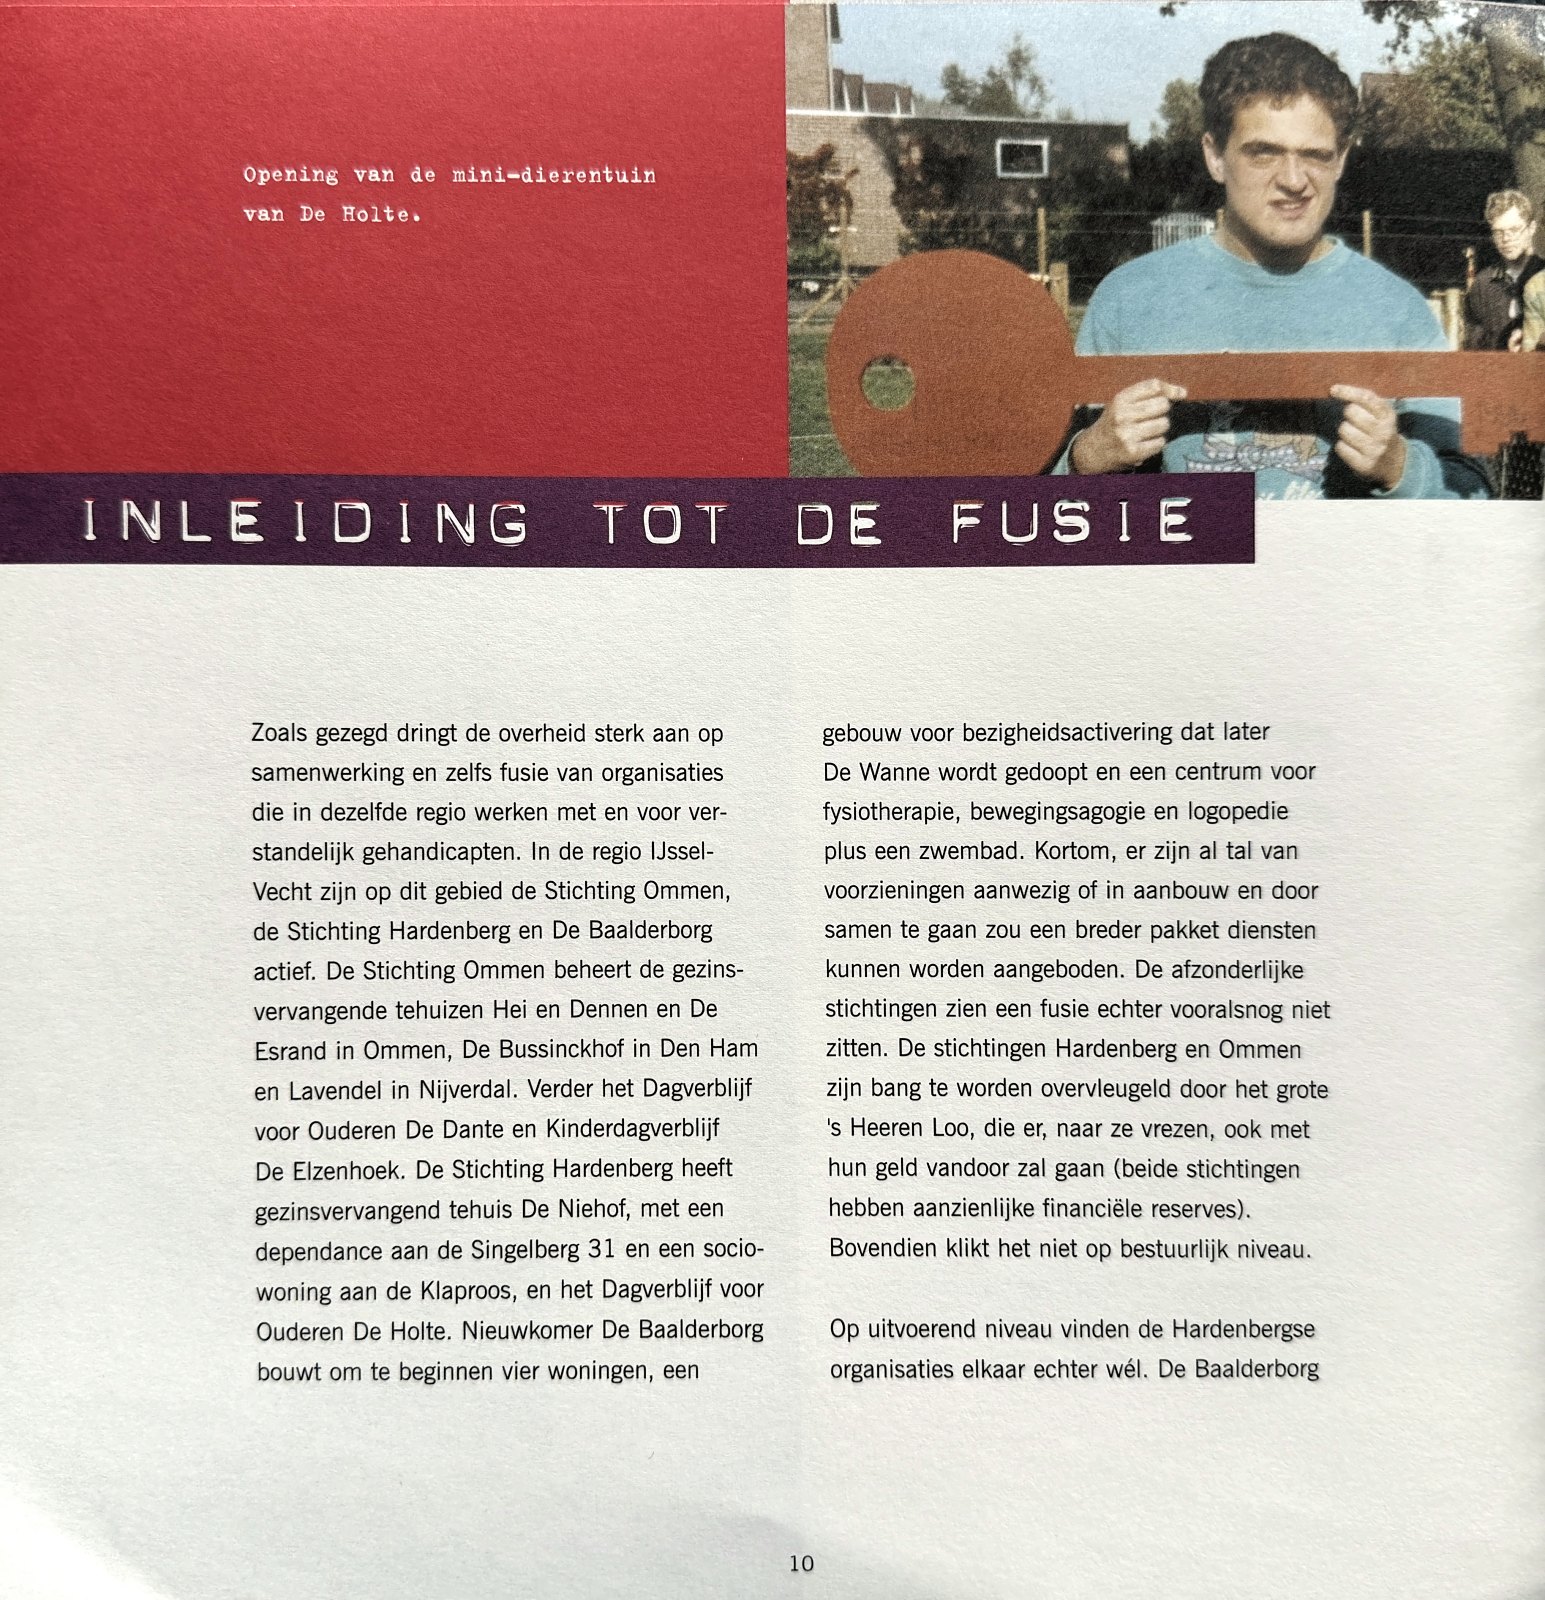 Opening van de mini-dierentuin
van De Holte.
INLEIDING TOT DE FUSIE
Zoals gezegd dringt de overheid sterk aan op
samenwerking en zelfs fusie van organisaties
die in dezelfde regio werken met en voor ver-
standelijk gehandicapten. In de regio IJssel-
Vecht zijn op dit gebied de Stichting Ommen,
de Stichting Hardenberg en De Baalderborg
actief. De Stichting Ommen beheert de gezins-
vervangende tehuizen Hei en Dennen en De
Esrand in Ommen, De Bussinckhof in Den Ham
en Lavendel in Nijverdal. Verder het Dagverblijf
voor Ouderen De Dante en Kinderdagverblijf
De Elzenhoek. De Stichting Hardenberg heeft
gezinsvervangend tehuis De Niehof, met een
dependance aan de Singelberg 31 en een socio-
woning aan de Klaproos, en het Dagverblijf voor
Ouderen De Holte. Nieuwkomer De Baalderborg
bouwt om te beginnen vier woningen, een
gebouw voor bezigheidsactivering dat later
De Wanne wordt gedoopt en een centrum voor
fysiotherapie, bewegingsagogie en logopedie
plus een zwembad. Kortom, er zijn al tal van
voorzieningen aanwezig of in aanbouw en door
samen te gaan zou een breder pakket diensten
kunnen worden aangeboden. De afzonderlijke
stichtingen zien een fusie echter vooralsnog niet
zitten. De stichtingen Hardenberg en Ommen
zijn bang te worden overvleugeld door het grote
's Heeren Loo, die er, naar ze vrezen, ook met
hun geld vandoor zal gaan (beide stichtingen
hebben aanzienlijke financiële reserves).
Bovendien klikt het niet op bestuurlijk niveau.
Op uitvoerend niveau vinden de Hardenbergse
organisaties elkaar echter wél. De Baalderborg
10